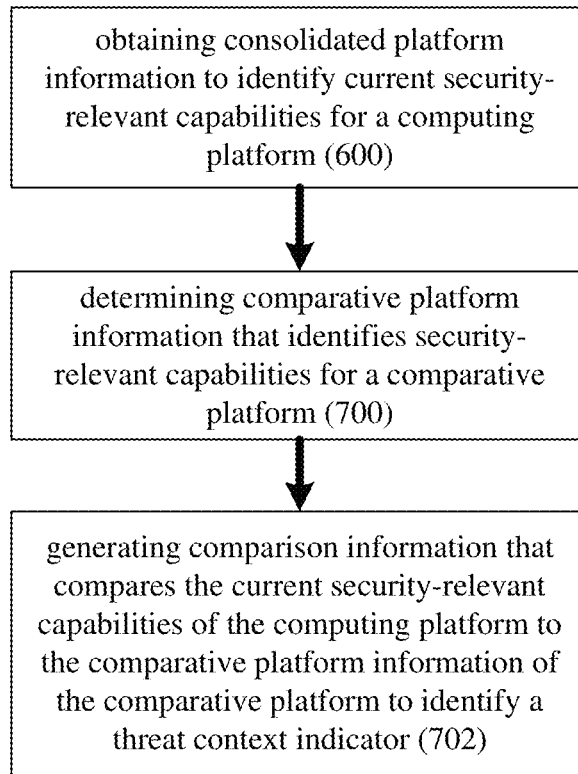 obtaining consolidated platform
information to identify current security-
relevant capabilities for a computing
platform (600)
determining comparative platform
information that identifies security-
relevant capabilities for a comparative
platform (700)
generating comparison information that
compares the current security-relevant
capabilities of the computing platform to
the comparative platform information of
the comparative platform to identify a
threat context indicator (702)